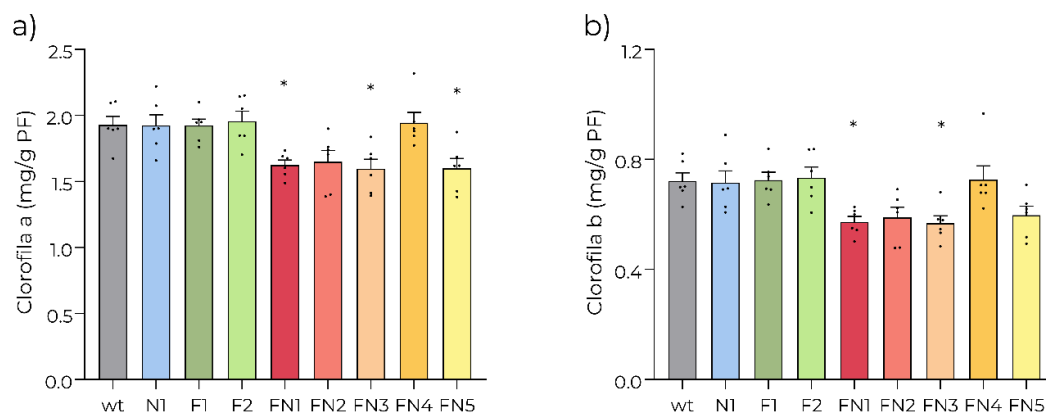 a)
Clorofila a (mg/g PF)
2.5
2.0
1.5
1.0
0.5
0.0
* * *
wt N1 F1 F2 FN1 FN2 FN3 FN4 FN5
b)
Clorofila b (mg/g PF)
1.2
0.8
0.4
0.0
* *
wt N1 F1 F2 FN1 FN2 FN3 FN4 FN5